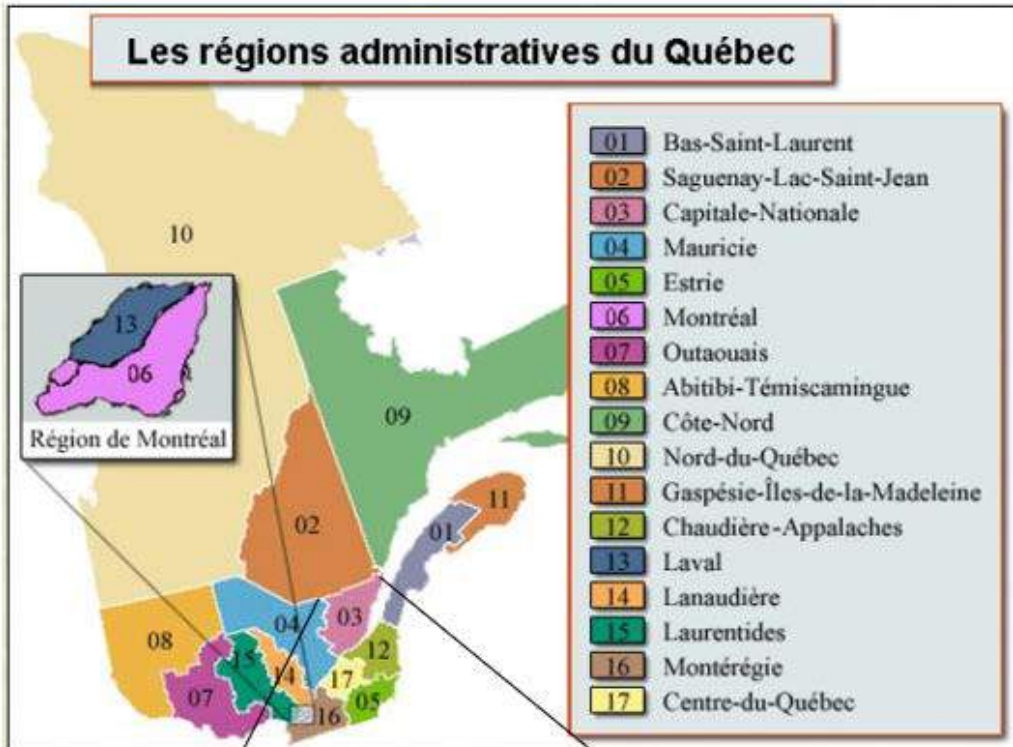 Les régions administratives du Québec
01 Bas-Saint-Laurent
02 Saguenay-Lac-Saint-Jean
03 Capitale-Nationale
04 Mauricie
05 Estrie
06 Montréal
07 Outaouais
08 Abitibi-Témiscamingue
09 Côte-Nord
10 Nord-du-Québec
11 Gaspésie-Îles-de-la-Madeleine
12 Chaudière-Appalaches
13 Laval
14 Lanaudière
15 Laurentides
16 Montérégie
17 Centre-du-Québec
10
13
06
Région de Montréal
09
11
02
01
04
03
08
15
12
14
17
07
05
16